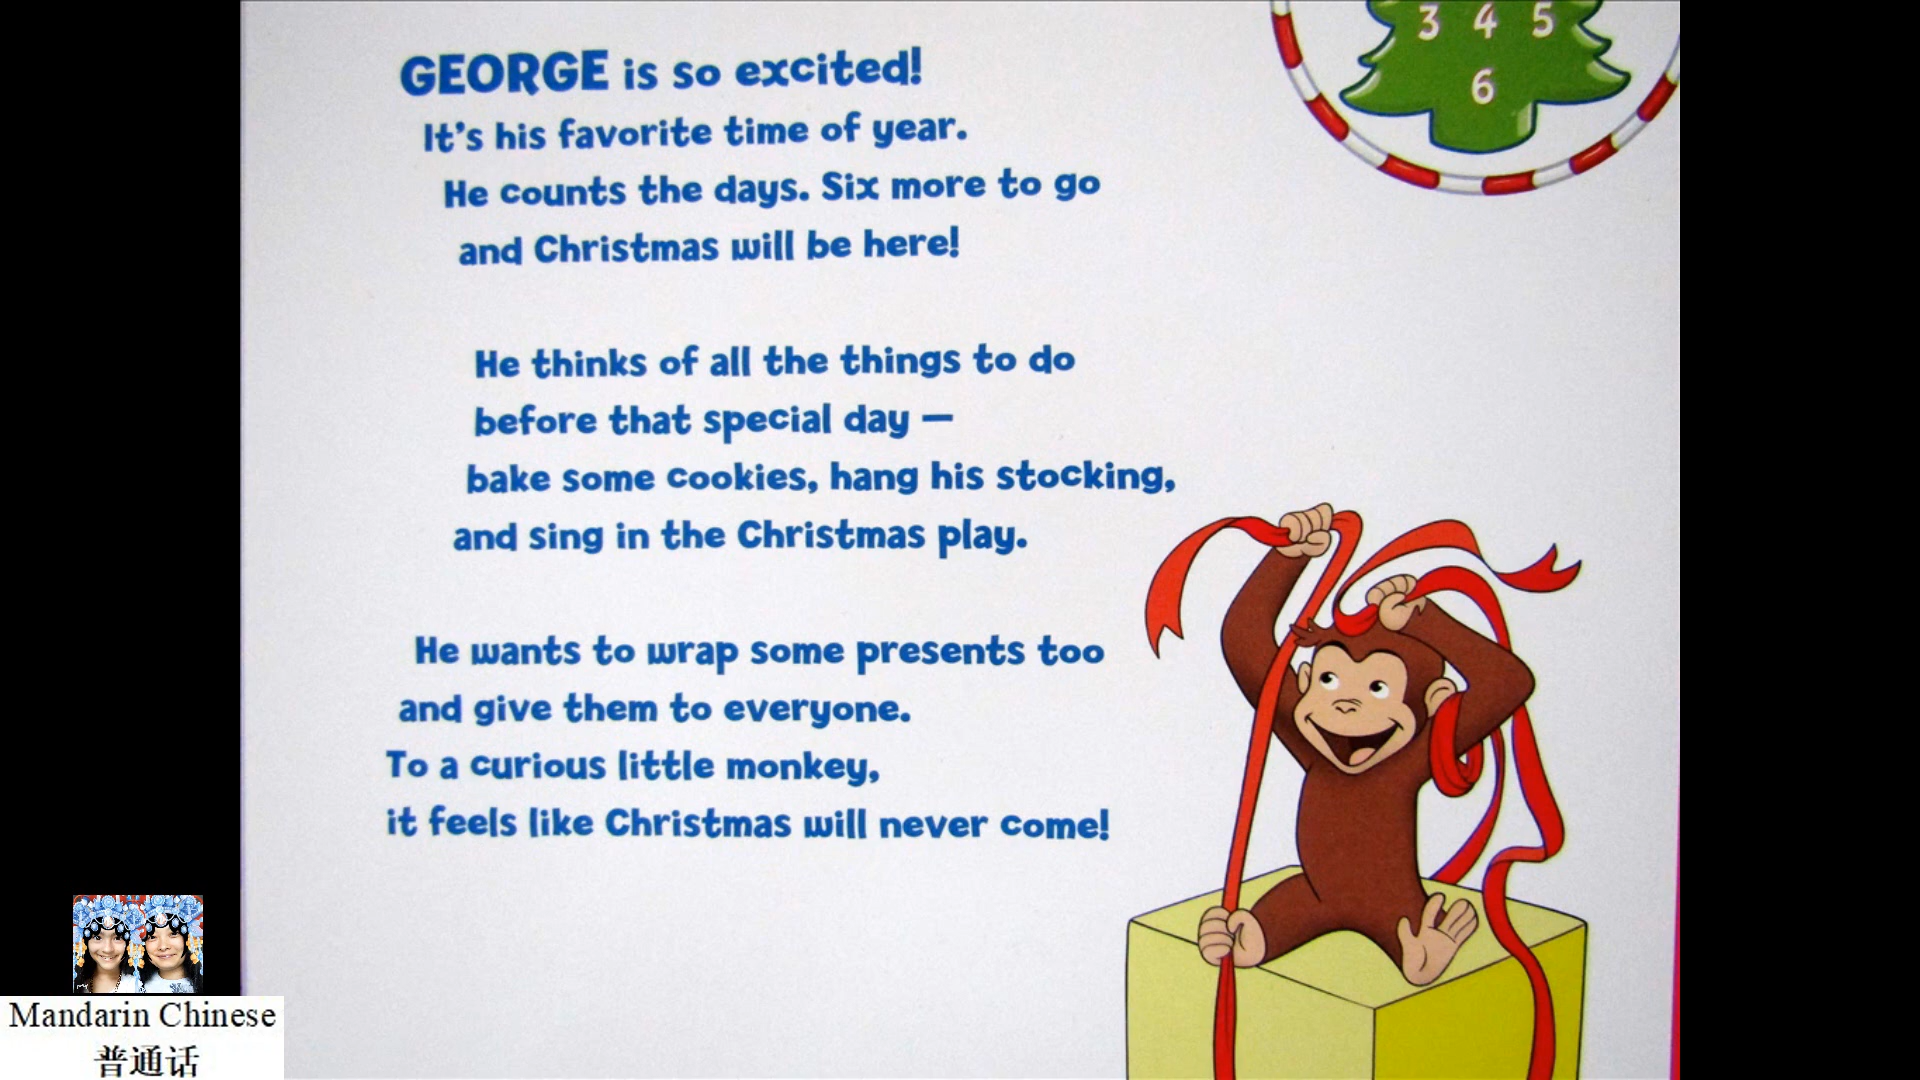 3 4 5
6
GEORGE is so excited!
It's his favorite time of year.
He counts the days. Six more to go
and Christmas will be here!
He thinks of all the things to do
before that special day —
bake some cookies, hang his stocking,
and sing in the Christmas play.
He wants to wrap some presents too
and give them to everyone.
To a curious little monkey,
it feels like Christmas will never come!
Mandarin Chinese
普通话